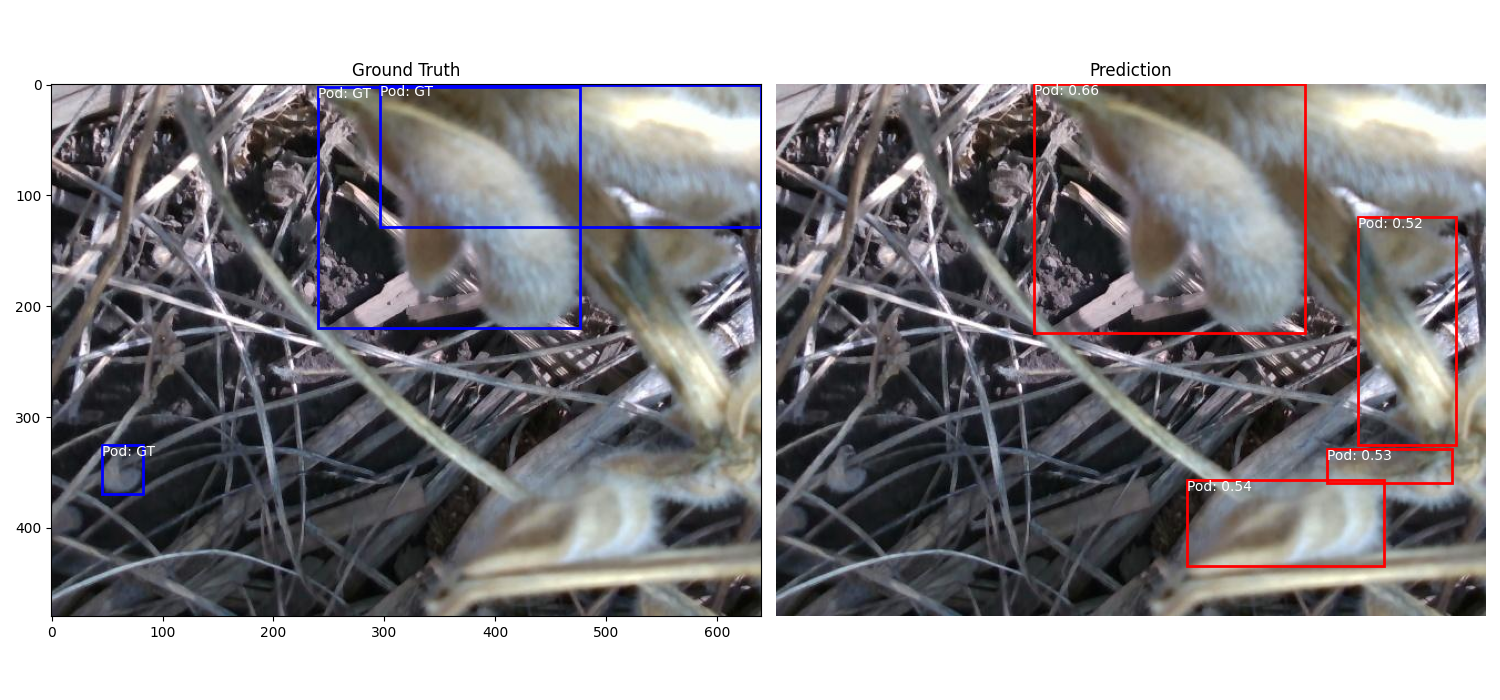 Ground Truth
Prediction
Pod: GT
Pod: GT
Pod: GT
Pod: 0.66
Pod: 0.52
Pod: 0.53
Pod: 0.54
0
100
200
300
400
0 100 200 300 400 500 600